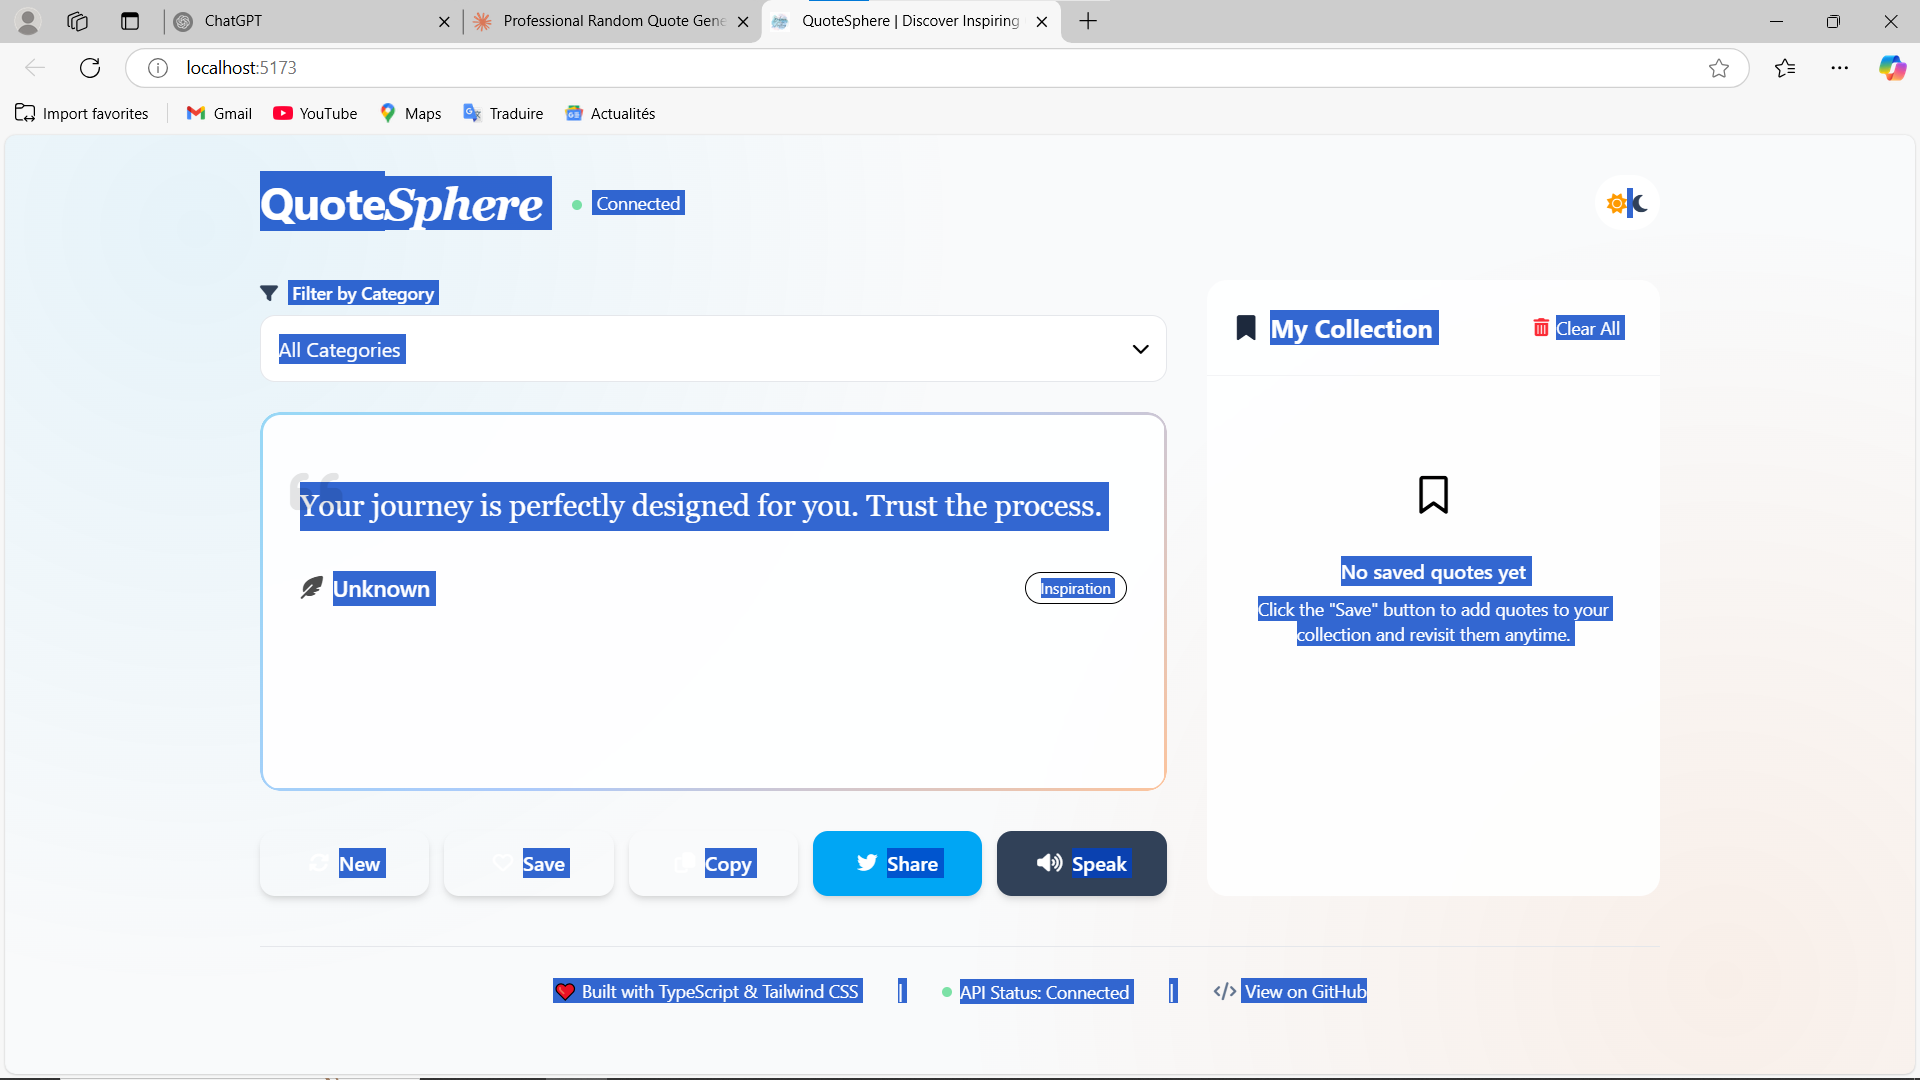 ChatGPT
Professional Random Quote Gene
QuoteSphere | Discover Inspiring
localhost:5173
Import favorites
Gmail
YouTube
Maps
Traduire
Actualités
QuoteSphere
Connected
Filter by Category
All Categories
My Collection
Clear All
Your journey is perfectly designed for you. Trust the process.
Unknown
Inspiration
No saved quotes yet
Click the "Save" button to add quotes to your
collection and revisit them anytime.
New
Save
Copy
Share
Speak
❤️ Built with TypeScript & Tailwind CSS | API Status: Connected | </> View on GitHub